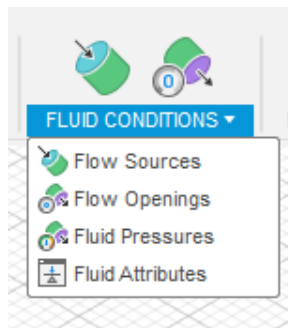 FLUID CONDITIONS
Flow Sources
Flow Openings
Fluid Pressures
Fluid Attributes